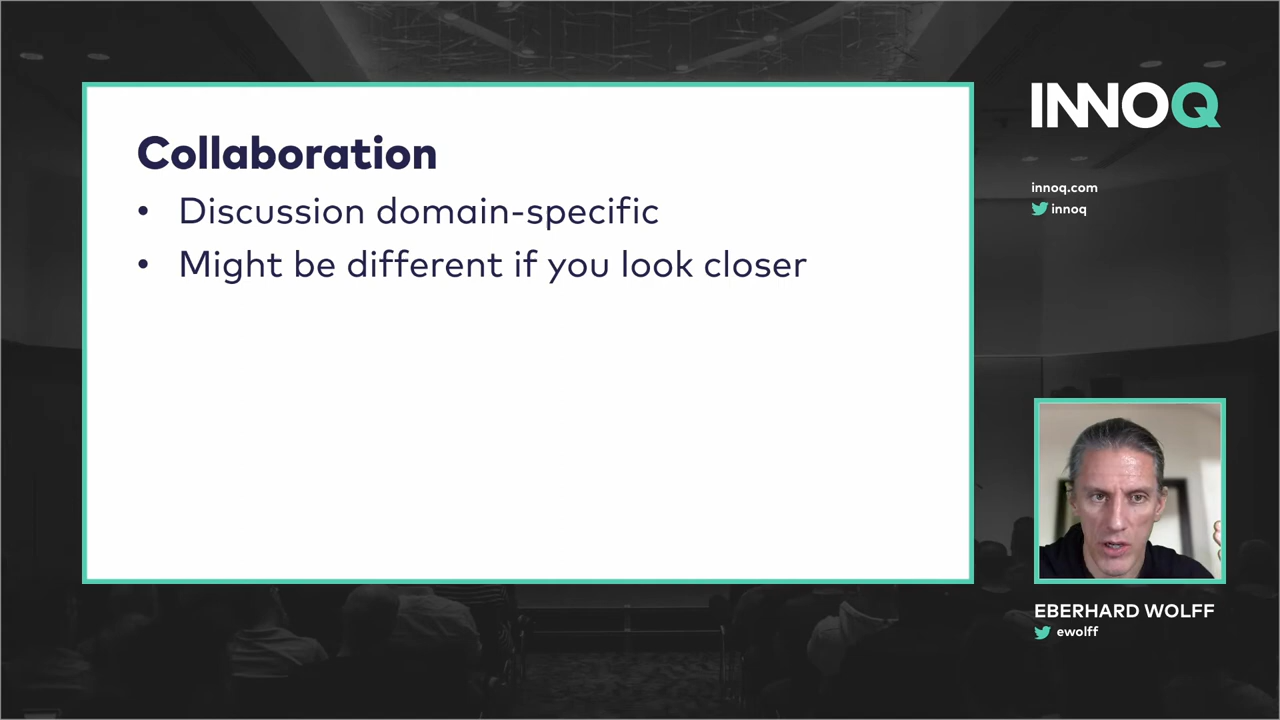 Collaboration
• Discussion domain-specific
• Might be different if you look closer
INNOQ
innoq.com
innoq
EBERHARD WOLFF
ewolff